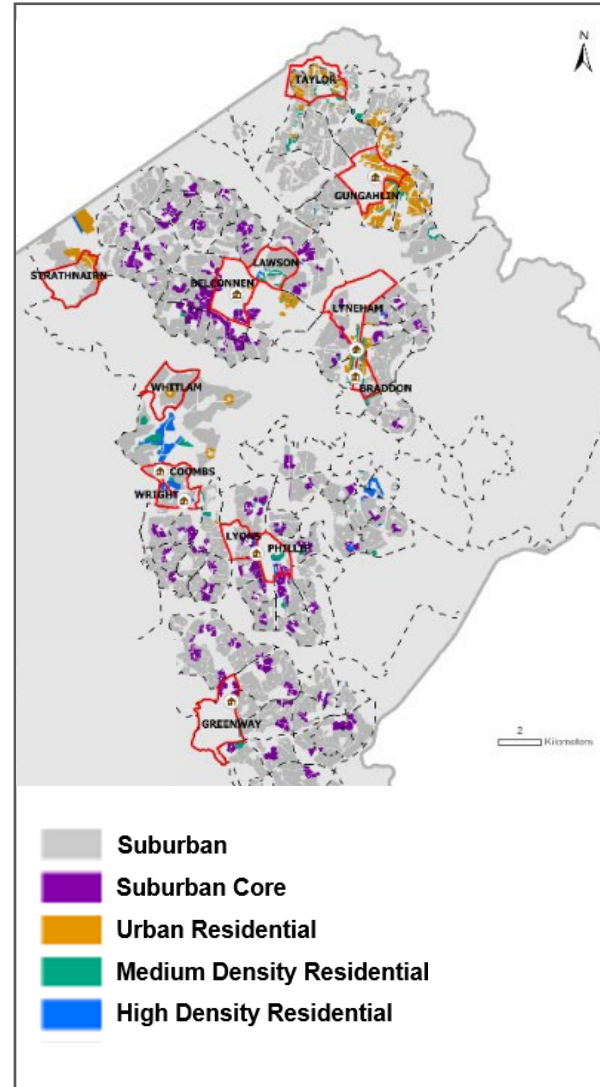 N
TAYLOR
GUNGAHLIN
LAWSON
STRATHNAIRN
BELCONNEN
LYNEHAM
WHITLAM
BRADDON
COOMBS
WRIGHT
LYONS
PHILLIP
GREENWAY
2
Kilometers
Suburban
Suburban Core
Urban Residential
Medium Density Residential
High Density Residential